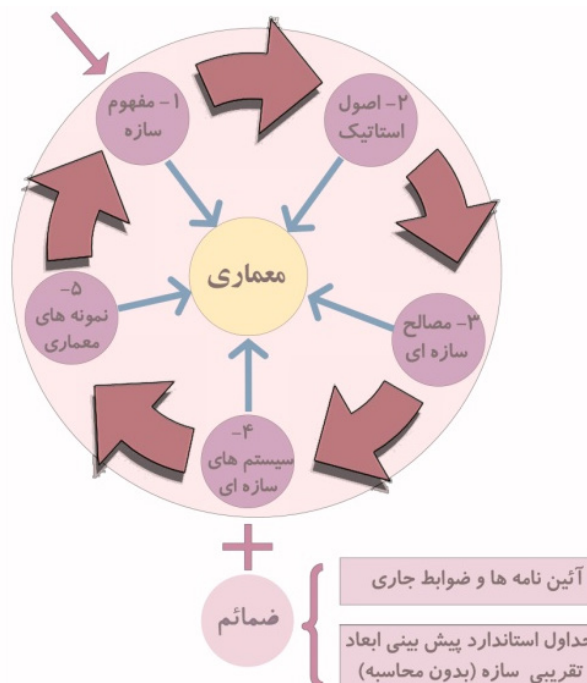 ۱- مفهوم
سازه
۲- اصول
استاتیک
۳- مصالح
سازه ای
۴-
سیستم های
سازه ای
۵-
نمونه های
معماری
معماری
+
ضمائم
آئین نامه ها و ضوابط جاری
جداول استاندارد پیش بینی ابعاد
تقریبی سازه (بدون محاسبه)